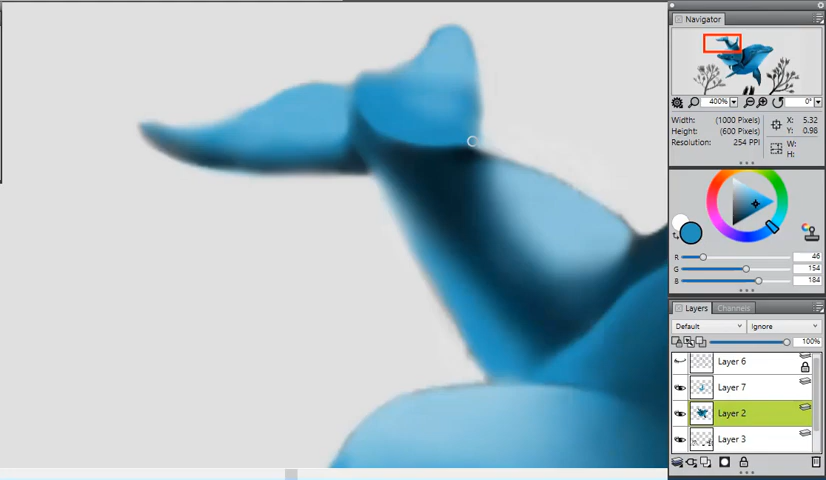 Navigator
400%
0°
Width: (1000 Pixels)
Height: (600 Pixels)
Resolution: 254 PPI
X: 5.32
Y: 0.98
W:
H:
R 46
G 154
B 184
Layers Channels
Default Ignore
100%
Layer 6
Layer 7
Layer 2
Layer 3